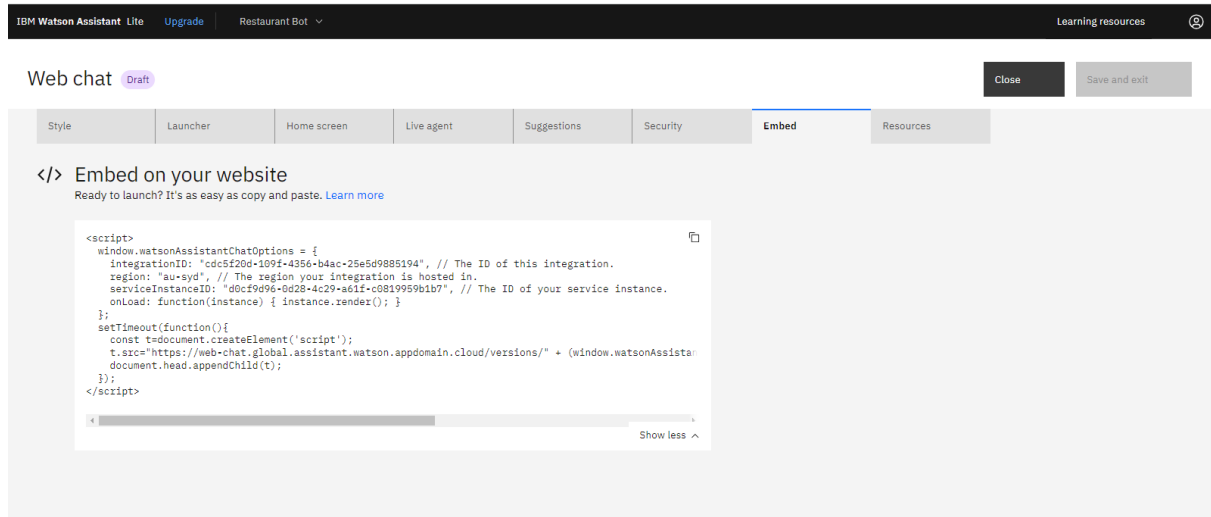 IBM Watson Assistant Lite Upgrade Restaurant Bot Learning resources
Web chat Draft Close Save and exit
Style Launcher Home screen Live agent Suggestions Security Embed Resources
</> Embed on your website
Ready to launch? It's as easy as copy and paste. Learn more
<script>
window.watsonAssistantChatOptions = {
integrationID: "cdc5f20d-109f-4356-b4ac-25e5d9885194", // The ID of this integration.
region: "au-syd", // The region your integration is hosted in.
serviceInstanceID: "d0cf9d96-0d28-4c29-a61f-c0819959b1b7", // The ID of your service instance.
onLoad: function(instance) { instance.render(); }
};
setTimeout(function(){
const t=document.createElement('script');
t.src="https://web-chat.global.assistant.watson.appdomain.cloud/versions/" + (window.watsonAssistan
document.head.appendChild(t);
});
</script>
Show less